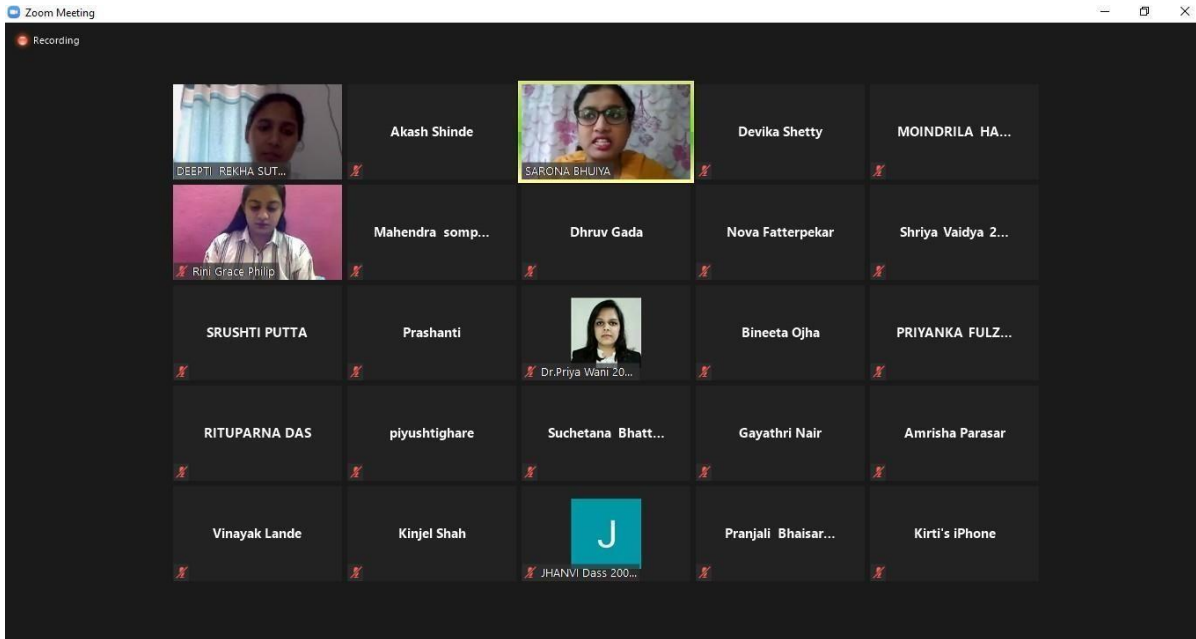 Zoom Meeting
Recording
DEEPTI REKHA SUT...
Akash Shinde
SARONA BHUIYA
Devika Shetty
MOINDRILA HA...
Rini Grace Philip
Mahendra somp...
Dhruv Gada
Nova Fatterpekar
Shriya Vaidya 2...
SRUSHTI PUTTA
Prashanti
Dr.Priya Wani 20...
Bineeta Ojha
PRIYANKA FULZ...
RITUPARNA DAS
piyushtighare
Suchetana Bhatt...
Gayathri Nair
Amrisha Parasar
Vinayak Lande
Kinjel Shah
J
JHANVI Dass 200...
Pranjali Bhaisar...
Kirti's iPhone